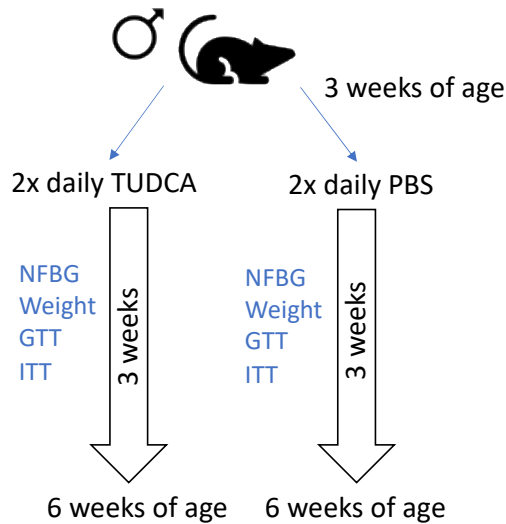 3 weeks of age
2x daily TUDCA
2x daily PBS
NFBG
Weight
GTT
ITT
3 weeks
NFBG
Weight
GTT
ITT
3 weeks
6 weeks of age
6 weeks of age